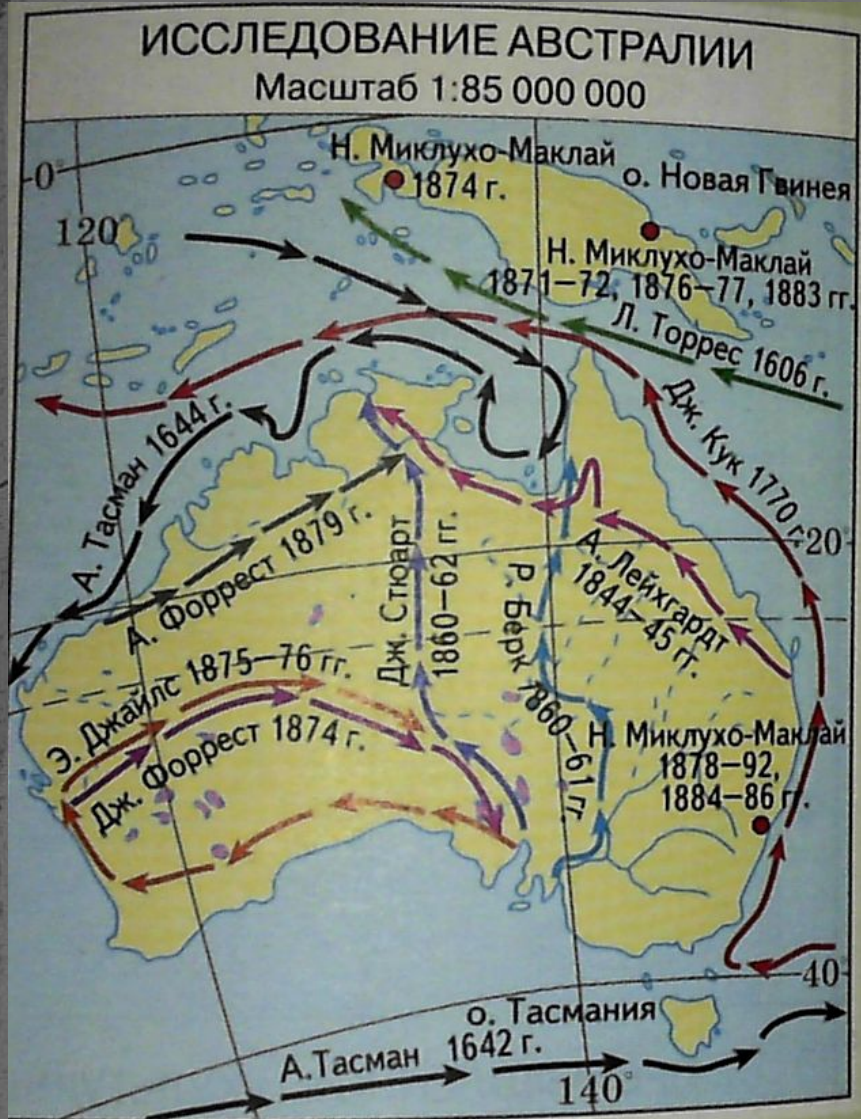 ИССЛЕДОВАНИЕ АВСТРАЛИИ
Масштаб 1:85 000 000
Н. Миклухо-Маклай
1874 г.
о. Новая Гвинея
0°
120°
Н. Миклухо-Маклай
1871–72, 1876–77, 1883 гг.
Л. Торрес 1606 г.
Дж. Кук 1770 г.
А. Тасман 1644 г.
А. Форрест 1879 г.
Дж. Стюарт
1860–62 гг.
Р. Бёрк 1860–61 гг.
А. Лейхгардт
1844–45 гг.
20°
Э. Джайлс 1875–76 гг.
Дж. Форрест 1874 г.
Н. Миклухо-Маклай
1878–92,
1884–86 гг.
40°
о. Тасмания
А.Тасман 1642 г.
140°